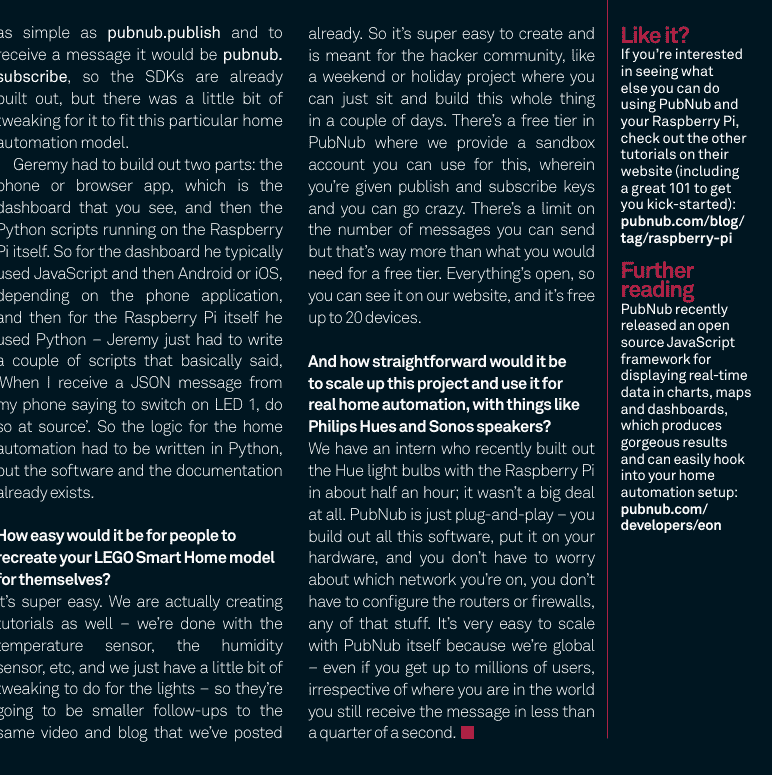 as simple as pubnub.publish and to
receive a message it would be pubnub.
subscribe, so the SDKs are already
built out, but there was a little bit of
tweaking for it to fit this particular home
automation model.
Geremy had to build out two parts: the
phone or browser app, which is the
dashboard that you see, and then the
Python scripts running on the Raspberry
Pi itself. So for the dashboard he typically
used JavaScript and then Android or iOS,
depending on the phone application,
and then for the Raspberry Pi itself he
used Python – Jeremy just had to write
a couple of scripts that basically said,
'When I receive a JSON message from
my phone saying to switch on LED 1, do
so at source'. So the logic for the home
automation had to be written in Python,
but the software and the documentation
already exists.
How easy would it be for people to
recreate your LEGO Smart Home model
for themselves?
It's super easy. We are actually creating
tutorials as well – we're done with the
temperature sensor, the humidity
sensor, etc, and we just have a little bit of
tweaking to do for the lights – so they're
going to be smaller follow-ups to the
same video and blog that we've posted
already. So it's super easy to create and
is meant for the hacker community, like
a weekend or holiday project where you
can just sit and build this whole thing
in a couple of days. There's a free tier in
PubNub where we provide a sandbox
account you can use for this, wherein
you're given publish and subscribe keys
and you can go crazy. There's a limit on
the number of messages you can send
but that's way more than what you would
need for a free tier. Everything's open, so
you can see it on our website, and it's free
up to 20 devices.
And how straightforward would it be
to scale up this project and use it for
real home automation, with things like
Philips Hues and Sonos speakers?
We have an intern who recently built out
the Hue light bulbs with the Raspberry Pi
in about half an hour; it wasn't a big deal
at all. PubNub is just plug-and-play – you
build out all this software, put it on your
hardware, and you don't have to worry
about which network you're on, you don't
have to configure the routers or firewalls,
any of that stuff. It's very easy to scale
with PubNub itself because we're global
– even if you get up to millions of users,
irrespective of where you are in the world
you still receive the message in less than
a quarter of a second.
Like it?
If you're interested
in seeing what
else you can do
using PubNub and
your Raspberry Pi,
check out the other
tutorials on their
website (including
a great 101 to get
you kick-started):
pubnub.com/blog/
tag/raspberry-pi
Further
reading
PubNub recently
released an open
source JavaScript
framework for
displaying real-time
data in charts, maps
and dashboards,
which produces
gorgeous results
and can easily hook
into your home
automation setup:
pubnub.com/
developers/eon